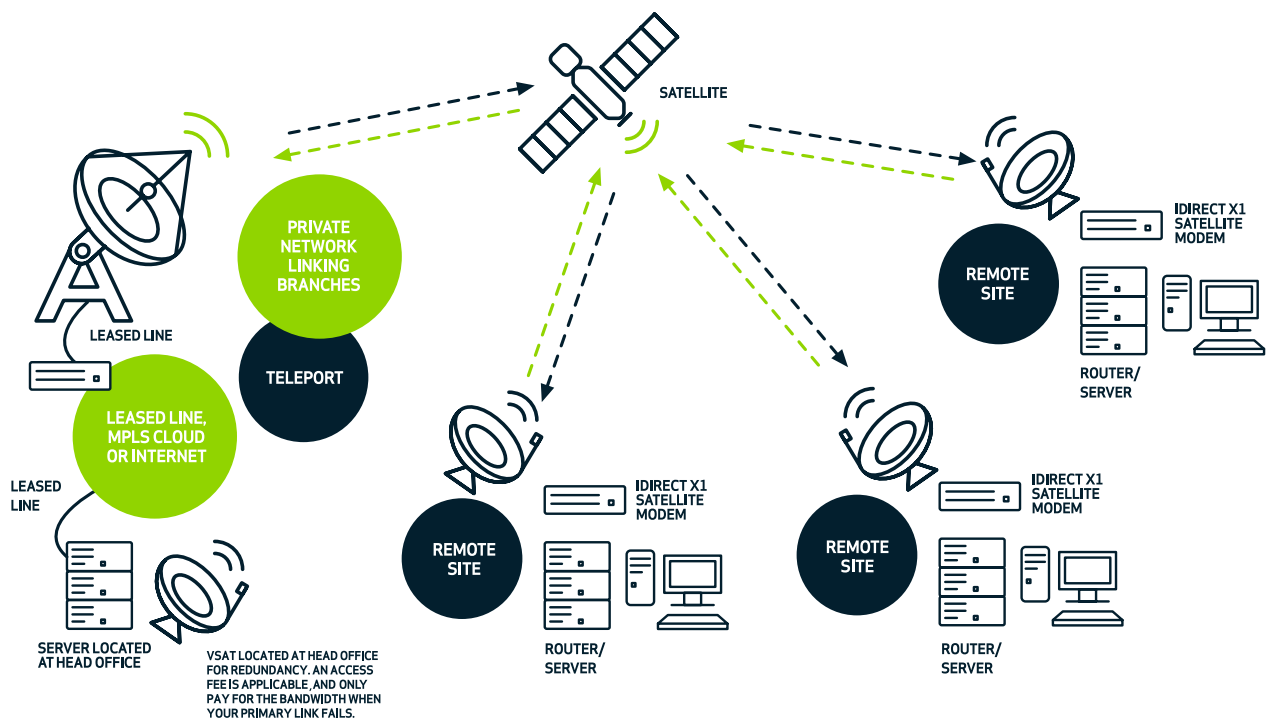 SATELLITE
PRIVATE
NETWORK
LINKING
BRANCHES
TELEPORT
LEASED LINE
LEASED LINE,
MPLS CLOUD
OR INTERNET
LEASED
LINE
SERVER LOCATED
AT HEAD OFFICE
VSAT LOCATED AT HEAD OFFICE
FOR REDUNDANCY. AN ACCESS
FEE IS APPLICABLE, AND ONLY
PAY FOR THE BANDWIDTH WHEN
YOUR PRIMARY LINK FAILS.
REMOTE
SITE
IDIRECT X1
SATELLITE
MODEM
ROUTER/
SERVER
REMOTE
SITE
IDIRECT X1
SATELLITE
MODEM
ROUTER/
SERVER
REMOTE
SITE
IDIRECT X1
SATELLITE
MODEM
ROUTER/
SERVER